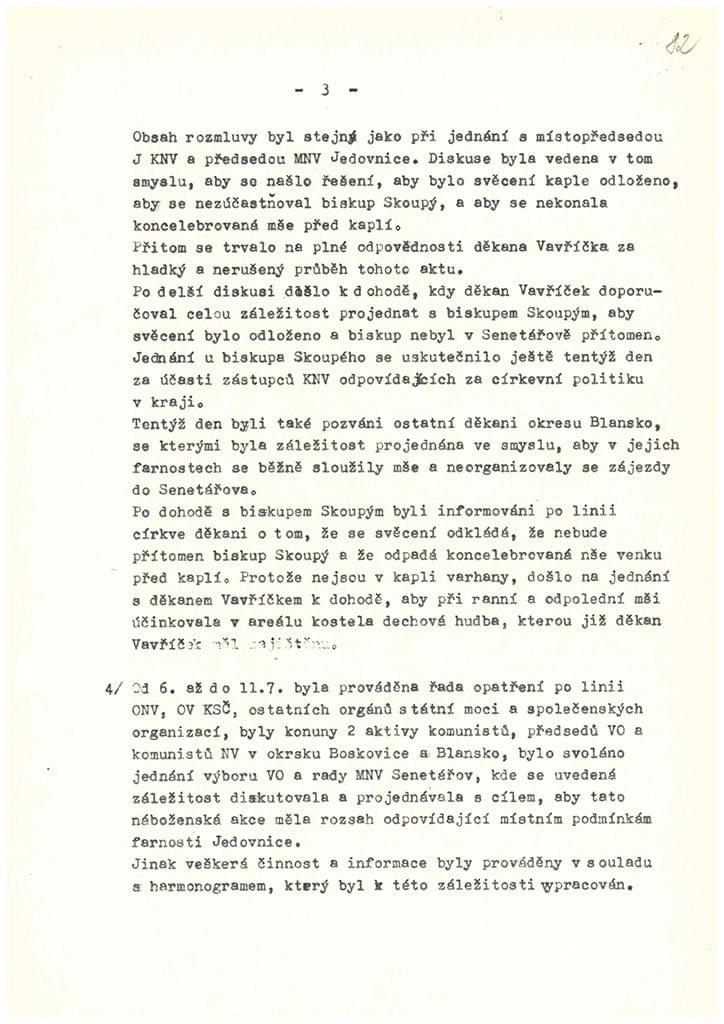 82
- 3 -
Obsah rozmluvy byl stejný jako při jednání s místopředsedou
J KNV a předsedou MNV Jedovnice. Diskuse byla vedena v tom
smyslu, aby se našlo řešení, aby bylo svěcení kaple odloženo,
aby se nezúčastňoval biskup Skoupý, a aby se nekonala
koncelebrovaná mše před kaplí.
Přitom se trvalo na plné odpovědnosti děkana Vavříčka za
hladký a nerušený průběh tohoto aktu.
Po delší diskusi došlo k dohodě, kdy děkan Vavříček doporu-
čoval celou záležitost projednat s biskupem Skoupým, aby
svěcení bylo odloženo a biskup nebyl v Senetářově přítomen.
Jednání u biskupa Skoupého se uskutečnilo ještě tentýž den
za účasti zástupců KNV odpovídajících za církevní politiku
v kraji.
Tentýž den byli také pozváni ostatní děkani okresu Blansko,
se kterými byla záležitost projednána ve smyslu, aby v jejich
farnostech se běžně sloužily mše a neorganizovaly se zájezdy
do Senetářova.
Po dohodě s biskupem Skoupým byli informováni po linii
církve děkani o tom, že se svěcení odkládá, že nebude
přítomen biskup Skoupý a že odpadá koncelebrovaná mše venku
před kaplí. Protože nejsou v kapli varhany, došlo na jednání
s děkanem Vavříčkem k dohodě, aby při ranní a odpolední mši
účinkovala v areálu kostela dechová hudba, kterou již děkan
Vavříček měl zajištěnu.
4/ Od 6. až do 11.7. byla prováděna řada opatření po linii
ONV, OV KSČ, ostatních orgánů státní moci a společenských
organizací, byly konuny 2 aktivy komunistů, předsedů VO a
komunistů NV v okrsku Boskovice a Blansko, bylo svoláno
jednání výboru VO a rady MNV Senetářov, kde se uvedená
záležitost diskutovala a projednávala s cílem, aby tato
náboženská akce měla rozsah odpovídající místním podmínkám
farnosti Jedovnice.
Jinak veškerá činnost a informace byly prováděny v souladu
s harmonogramem, který byl k této záležitosti vypracován.